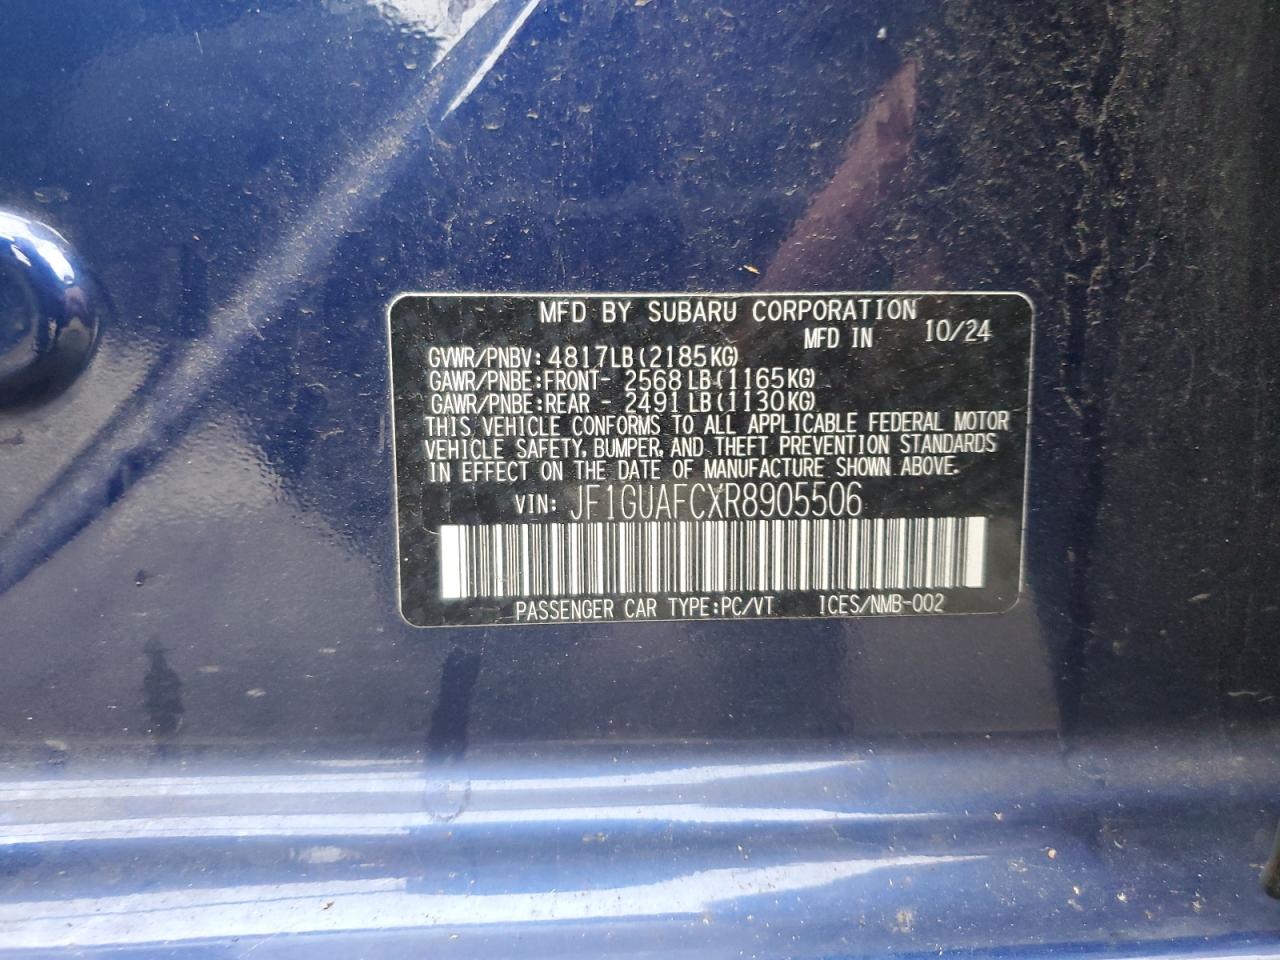 MFD BY SUBARU CORPORATION
MFD IN 10/24
GVWR/PNBV: 4817LB(2185KG)
GAWR/PNBE:FRONT- 2568LB(1165KG)
GAWR/PNBE:REAR - 2491LB(1130KG)
THIS VEHICLE CONFORMS TO ALL APPLICABLE FEDERAL MOTOR
VEHICLE SAFETY, BUMPER, AND THEFT PREVENTION STANDARDS
IN EFFECT ON THE DATE OF MANUFACTURE SHOWN ABOVE.
VIN: JF1GUAFCXR8905506
PASSENGER CAR TYPE:PC/VT ICES/NMB-002